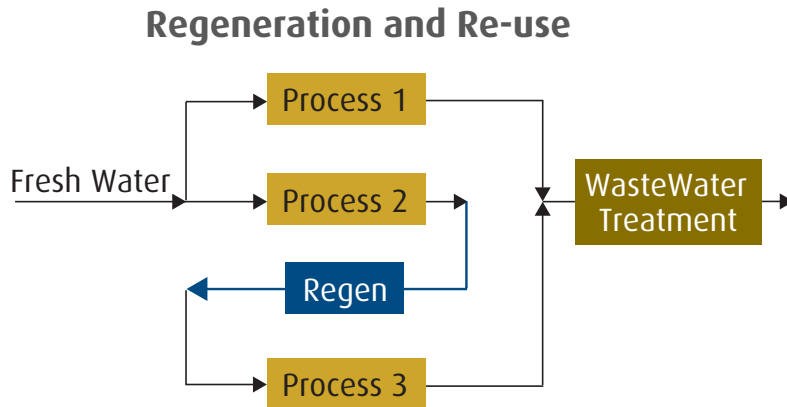 Regeneration and Re-use
Process 1
Fresh Water
Process 2
WasteWater
Treatment
Regen
Process 3